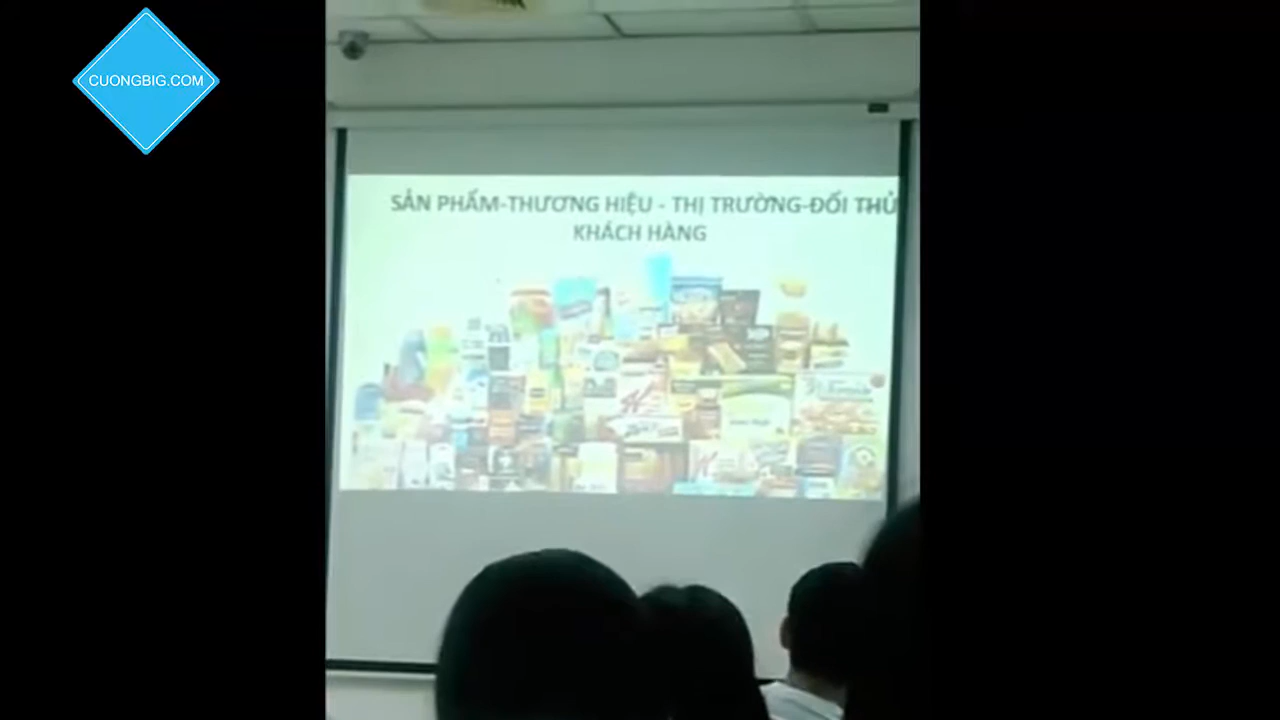 CUONGBIG.COM
SẢN PHẨM-THƯƠNG HIỆU - THỊ TRƯỜNG-ĐỐI THỦ
KHÁCH HÀNG